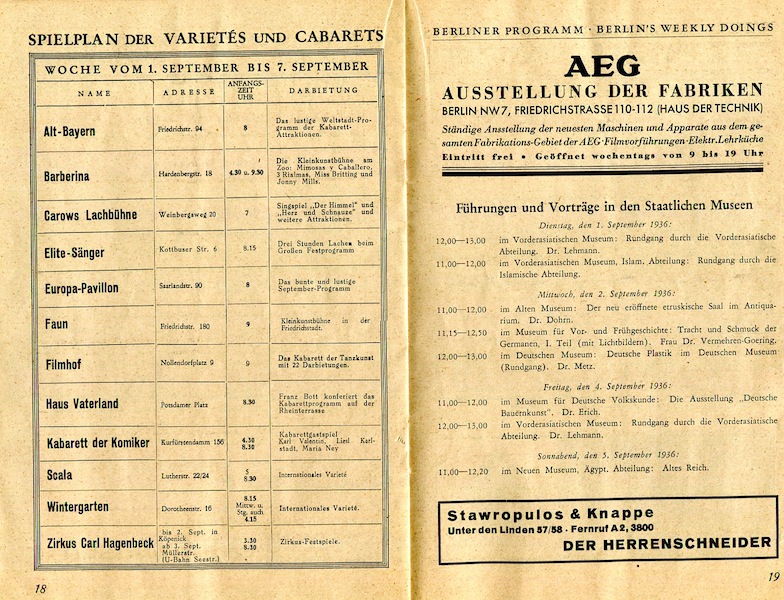 SPIELPLAN DER VARIETÉS UND CABARETS
WOCHE VOM 1. SEPTEMBER BIS 7. SEPTEMBER
NAME ADRESSE ANFANGS-ZEIT UHR DARBIETUNG
Alt-Bayern Friedrichstr. 94 8 Das lustige Weltstadt-Pro-
gramm der Kabarett-
Attraktionen.
Barberina Hardenbergstr. 18 4.30 u. 9.30 Die Kleinkunstbühne am
Zoo: Mimosas y Caballero,
3 Rialmas, Miss Britting und
Jonny Mills.
Carows Lachbühne Weinbergsweg 20 7 Singspiel „Der Himmel" und
„Herz und Schnauze" und
weitere Attraktionen.
Elite-Sänger Kottbuser Str. 6 8.15 Drei Stunden Lachen beim
Großen Festprogramm
Europa-Pavillon Saarlandstr. 90 8 Das bunte und lustige
September-Programm
Faun Friedrichstr. 180 9 Kleinkunstbühne in der
Friedrichstadt.
Filmhof Nollendorfplatz 9 9 Das Kabarett der Tanzkunst
mit 22 Darbietungen.
Haus Vaterland Potsdamer Platz 8.30 Franz Bott konferiert das
Kabarettprogramm auf der
Rheinterrasse
Kabarett der Komiker Kurfürstendamm 156 4.30
8.30 Kabarettgastspiel
Karl Valentin, Liesl Karl-
stadt, Maria Ney
Scala Lutherstr. 22/24 5
8.30 Internationales Varieté
Wintergarten Dorotheenstr. 16 8.15
Mittw. u.
Stg. auch
4.15 Internationales Varieté.
Zirkus Carl Hagenbeck bis 2. Sept. in
Köpenick
ab 3. Sept.
Müllerstr.
(U-Bahn Seestr.) 3.30
8.30 Zirkus-Festspiele.
18
BERLINER PROGRAMM · BERLIN'S WEEKLY DOINGS
AEG
AUSSTELLUNG DER FABRIKEN
BERLIN NW7, FRIEDRICHSTRASSE 110-112 (HAUS DER TECHNIK)
Ständige Ausstellung der neuesten Maschinen und Apparate aus dem ge-
samten Fabrikations-Gebiet der AEG · Filmvorführungen · Elektr. Lehrküche
Eintritt frei • Geöffnet wochentags von 9 bis 19 Uhr
Führungen und Vorträge in den Staatlichen Museen
Dienstag, den 1. September 1936:
12,00—13,00 im Vorderasiatischen Museum: Rundgang durch die Vorderasiatische
Abteilung. Dr. Lehmann.
11,00—12,00 im Vorderasiatischen Museum, Islam. Abteilung: Rundgang durch die
Islamische Abteilung.
Mittwoch, den 2. September 1936:
11,00—12,00 im Alten Museum: Der neu eröffnete etruskische Saal im Antiqua-
rium. Dr. Dohrn.
11,15—12,50 im Museum für Vor- und Frühgeschichte: Tracht und Schmuck der
Germanen, I. Teil (mit Lichtbildern). Frau Dr. Vermehren-Goering.
12,00—13,00 im Deutschen Museum: Deutsche Plastik im Deutschen Museum
(Rundgang). Dr. Metz.
Freitag, den 4. September 1936:
11,00—12,00 im Museum für Deutsche Volkskunde: Die Ausstellung „Deutsche
Bauernkunst". Dr. Erich.
12,00—13,00 im Vorderasiatischen Museum: Rundgang durch die Vorderasiatische
Abteilung. Dr. Lehmann.
Sonnabend, den 5. September 1936:
11,00—12,20 im Neuen Museum, Ägypt. Abteilung: Altes Reich.
Stawropulos & Knappe
Unter den Linden 57/58 · Fernruf A2, 3800
DER HERRENSCHNEIDER
19